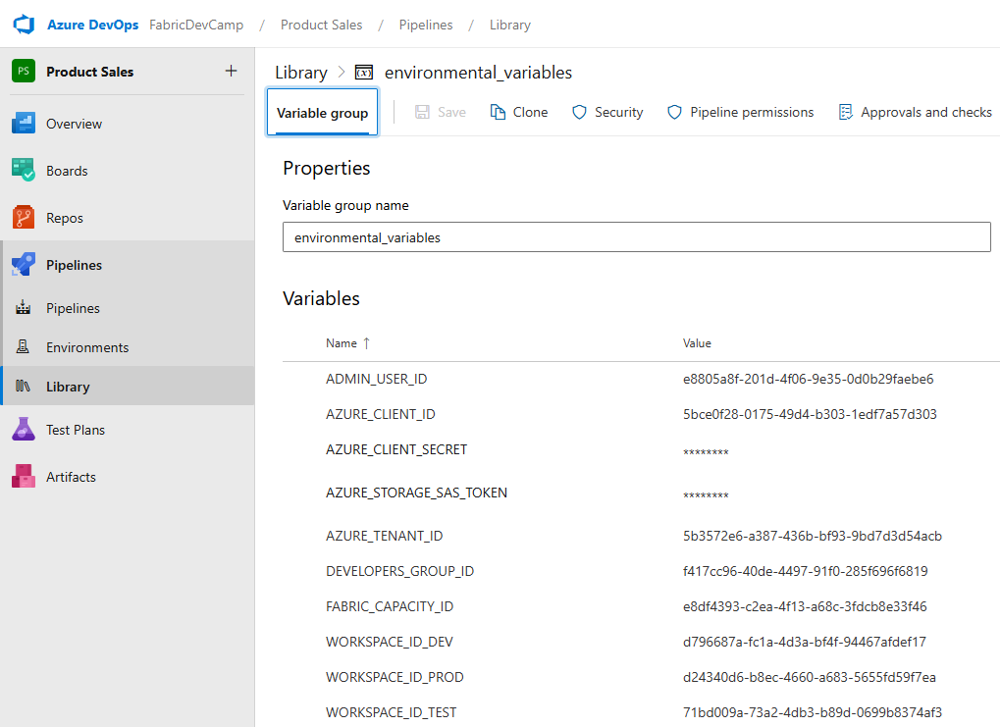 Azure DevOps FabricDevCamp / Product Sales / Pipelines / Library
PS Product Sales +
Overview
Boards
Repos
Pipelines
Pipelines
Environments
Library
Test Plans
Artifacts
Library > (x) environmental_variables
Variable group Save Clone Security Pipeline permissions Approvals and checks
Properties
Variable group name
environmental_variables
Variables
Name ↑ Value
ADMIN_USER_ID e8805a8f-201d-4f06-9e35-0d0b29faebe6
AZURE_CLIENT_ID 5bce0f28-0175-49d4-b303-1edf7a57d303
AZURE_CLIENT_SECRET ********
AZURE_STORAGE_SAS_TOKEN ********
AZURE_TENANT_ID 5b3572e6-a387-436b-bf93-9bd7d3d54acb
DEVELOPERS_GROUP_ID f417cc96-40de-4497-91f0-285f696f6819
FABRIC_CAPACITY_ID e8df4393-c2ea-4f13-a68c-3fdcb8e33f46
WORKSPACE_ID_DEV d796687a-fc1a-4d3a-bf4f-94467afdef17
WORKSPACE_ID_PROD d24340d6-b8ec-4660-a683-5655fd59f7ea
WORKSPACE_ID_TEST 71bd009a-73a2-4db3-b89d-0699b8374af3